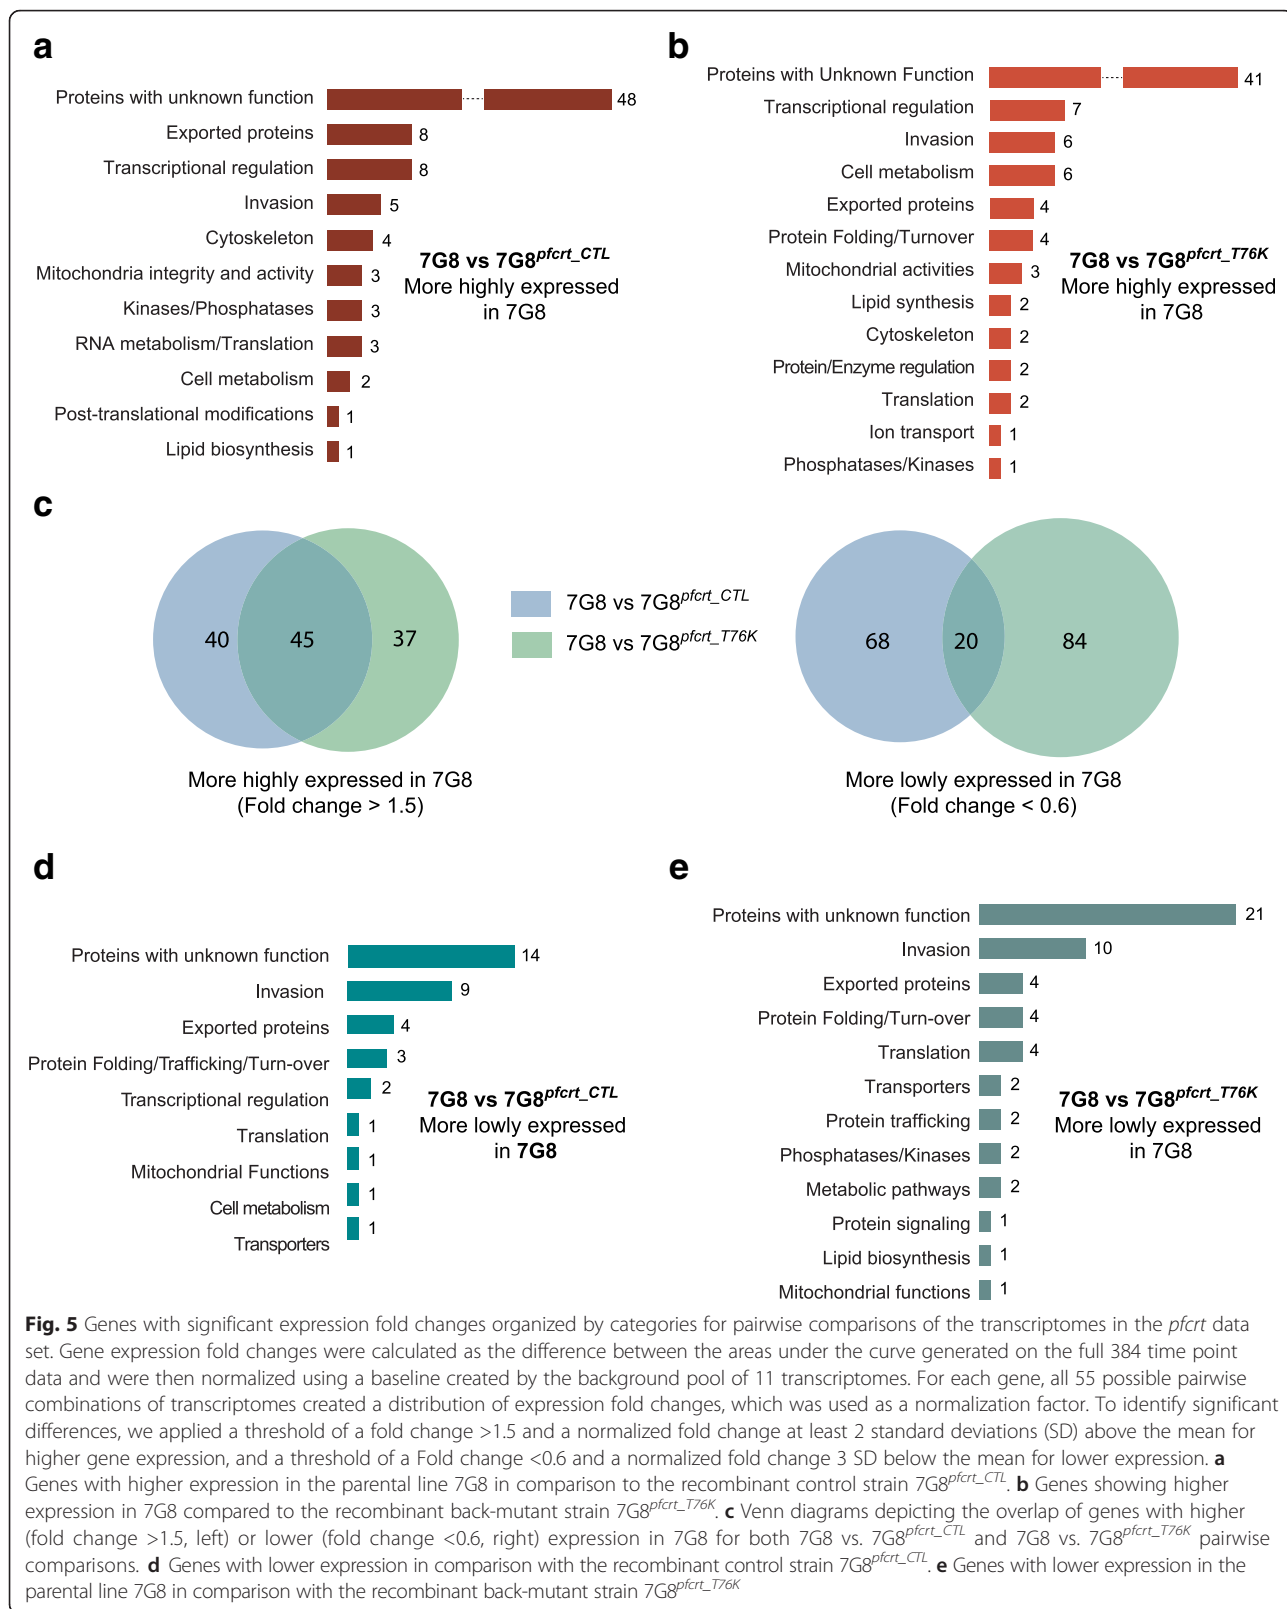 a
Proteins with unknown function 48
Exported proteins 8
Transcriptional regulation 8
Invasion 5
Cytoskeleton 4
Mitochondria integrity and activity 3
Kinases/Phosphatases 3
RNA metabolism/Translation 3
Cell metabolism 2
Post-translational modifications 1
Lipid biosynthesis 1
7G8 vs 7G8pfcrt_CTL
More highly expressed
in 7G8
b
Proteins with Unknown Function 41
Transcriptional regulation 7
Invasion 6
Cell metabolism 6
Exported proteins 4
Protein Folding/Turnover 4
Mitochondrial activities 3
Lipid synthesis 2
Cytoskeleton 2
Protein/Enzyme regulation 2
Translation 2
Ion transport 1
Phosphatases/Kinases 1
7G8 vs 7G8pfcrt_T76K
More highly expressed
in 7G8
c
40 45 37
More highly expressed in 7G8
(Fold change > 1.5)
7G8 vs 7G8pfcrt_CTL
7G8 vs 7G8pfcrt_T76K
68 20 84
More lowly expressed in 7G8
(Fold change < 0.6)
d
Proteins with unknown function 14
Invasion 9
Exported proteins 4
Protein Folding/Trafficking/Turn-over 3
Transcriptional regulation 2
Translation 1
Mitochondrial Functions 1
Cell metabolism 1
Transporters 1
7G8 vs 7G8pfcrt_CTL
More lowly expressed
in 7G8
e
Proteins with unknown function 21
Invasion 10
Exported proteins 4
Protein Folding/Turn-over 4
Translation 4
Transporters 2
Protein trafficking 2
Phosphatases/Kinases 2
Metabolic pathways 2
Protein signaling 1
Lipid biosynthesis 1
Mitochondrial functions 1
7G8 vs 7G8pfcrt_T76K
More lowly expressed
in 7G8
Fig. 5 Genes with significant expression fold changes organized by categories for pairwise comparisons of the transcriptomes in the pfcrt data
set. Gene expression fold changes were calculated as the difference between the areas under the curve generated on the full 384 time point
data and were then normalized using a baseline created by the background pool of 11 transcriptomes. For each gene, all 55 possible pairwise
combinations of transcriptomes created a distribution of expression fold changes, which was used as a normalization factor. To identify significant
differences, we applied a threshold of a fold change >1.5 and a normalized fold change at least 2 standard deviations (SD) above the mean for
higher gene expression, and a threshold of a Fold change <0.6 and a normalized fold change 3 SD below the mean for lower expression. a
Genes with higher expression in the parental line 7G8 in comparison to the recombinant control strain 7G8pfcrt_CTL. b Genes showing higher
expression in 7G8 compared to the recombinant back-mutant strain 7G8pfcrt_T76K. c Venn diagrams depicting the overlap of genes with higher
(fold change >1.5, left) or lower (fold change <0.6, right) expression in 7G8 for both 7G8 vs. 7G8pfcrt_CTL and 7G8 vs. 7G8pfcrt_T76K pairwise
comparisons. d Genes with lower expression in comparison with the recombinant control strain 7G8pfcrt_CTL. e Genes with lower expression in the
parental line 7G8 in comparison with the recombinant back-mutant strain 7G8pfcrt_T76K